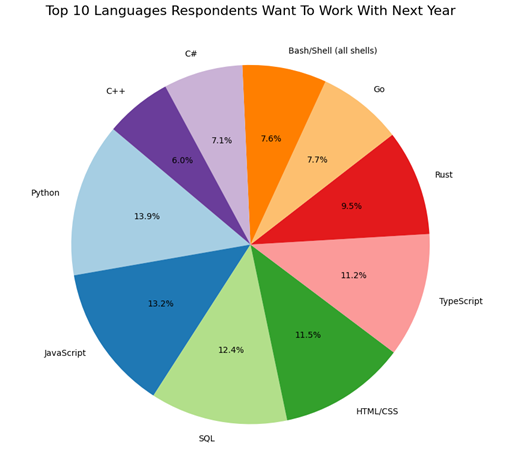 Top 10 Languages Respondents Want To Work With Next Year
Bash/Shell (all shells)
C#
Go
C++
7.6%
7.1%
7.7%
6.0%
Rust
Python
9.5%
13.9%
11.2%
TypeScript
13.2%
11.5%
JavaScript
12.4%
HTML/CSS
SQL